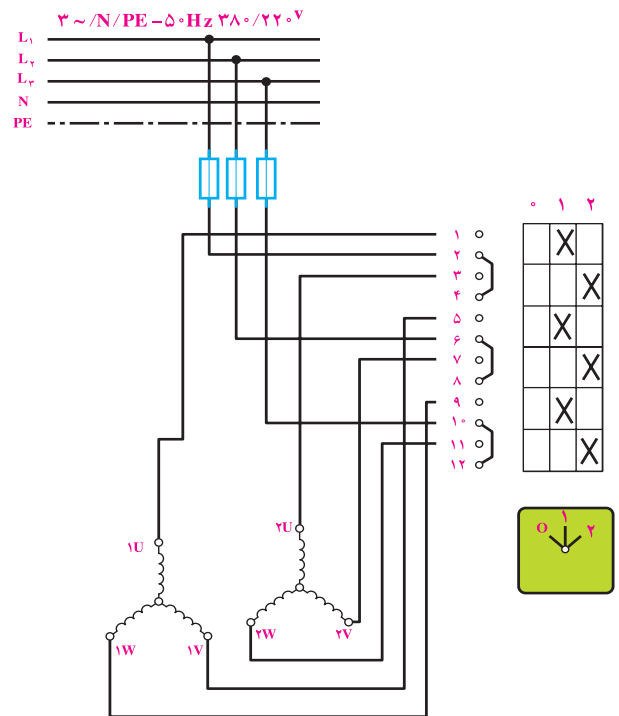 ۳ ~ /N/PE – ۵۰Hz ۳۸۰/۲۲۰ᵛ
L₁
L۲
L۳
N
PE
۰ ۱ ۲
۱
۲
۳
۴
۵
۶
۷
۸
۹
۱۰
۱۱
۱۲
X
X
X
X
X
X
O ۱ ۲
۱U
۲U
۱W ۱V
۲W ۲V